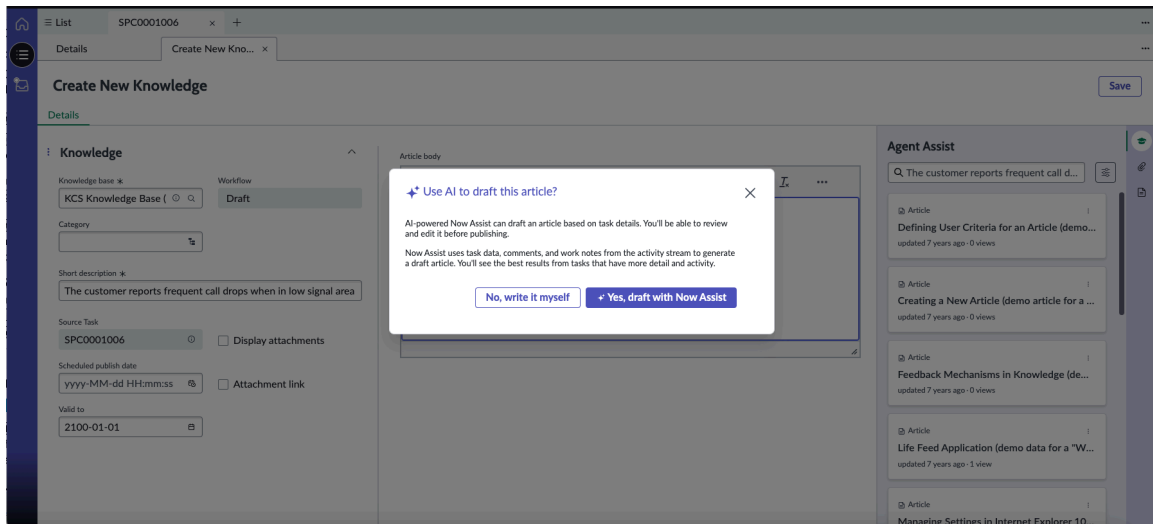 List
SPC0001006
Details
Create New Kno...
Create New Knowledge
Save
Details
Knowledge
Knowledge base *
Workflow
KCS Knowledge Base (
Draft
Category
Short description *
The customer reports frequent call drops when in low signal area
Source Task
SPC0001006
Display attachments
Scheduled publish date
yyyy-MM-dd HH:mm:ss
Attachment link
Valid to
2100-01-01
Article body
Use AI to draft this article?
AI-powered Now Assist can draft an article based on task details. You'll be able to review
and edit it before publishing.
Now Assist uses task data, comments, and work notes from the activity stream to generate
a draft article. You'll see the best results from tasks that have more detail and activity.
No, write it myself
Yes, draft with Now Assist
Agent Assist
The customer reports frequent call d...
Article
Defining User Criteria for an Article (demo...
updated 7 years ago · 0 views
Article
Creating a New Article (demo article for a ...
updated 7 years ago · 0 views
Article
Feedback Mechanisms in Knowledge (de...
updated 7 years ago · 0 views
Article
Life Feed Application (demo data for a "W...
updated 7 years ago · 1 view
Article
Managing Settings in Internet Explorer 10